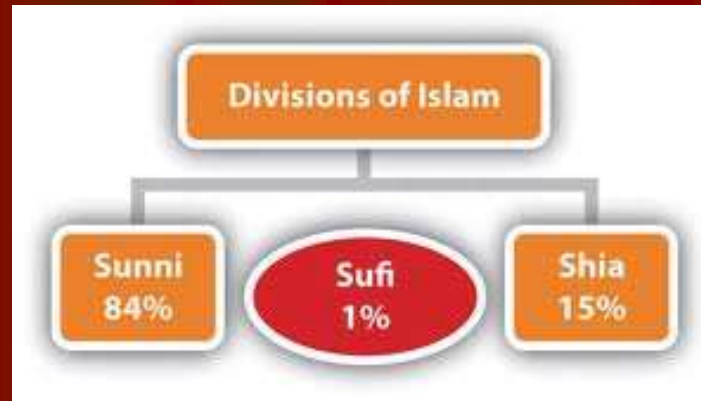 Divisions of Islam
Sunni
84%
Sufi
1%
Shia
15%